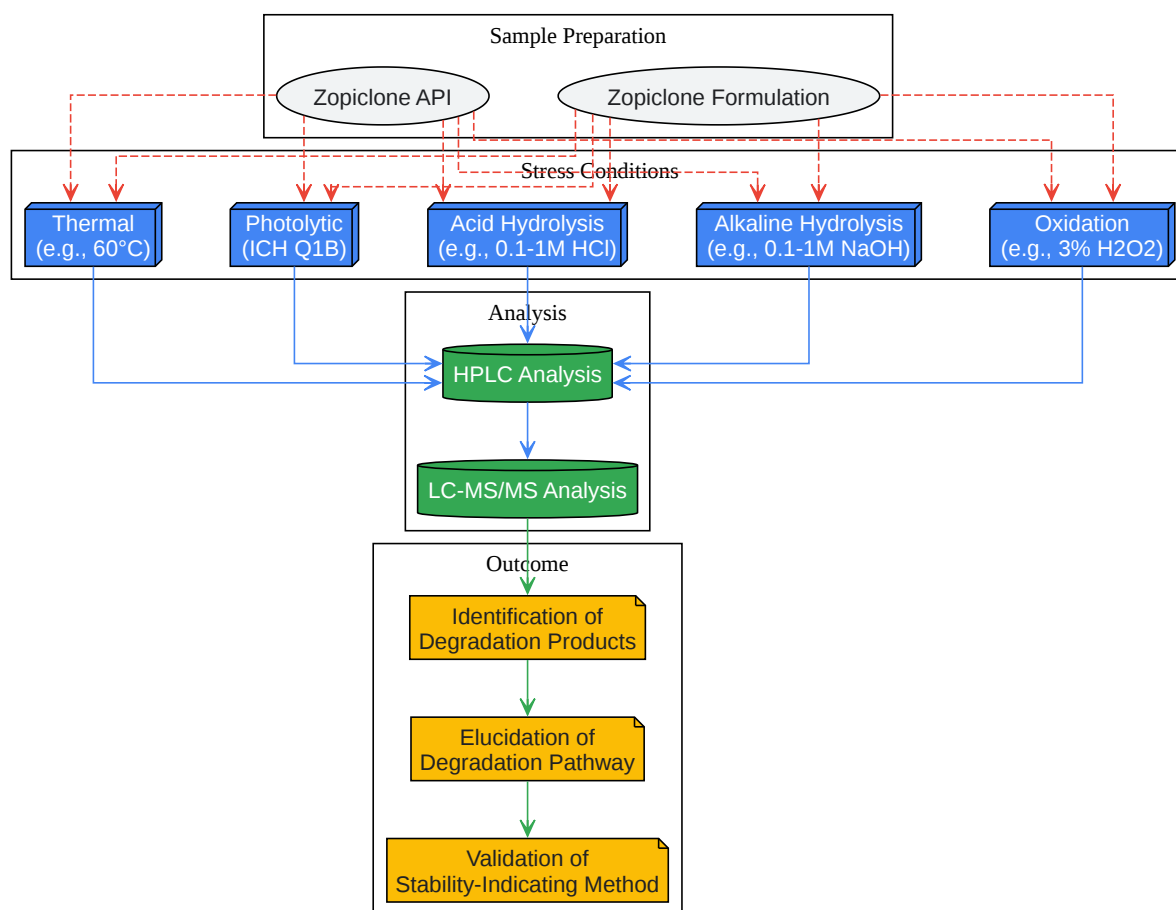 Sample Preparation
Zopiclone API
Zopiclone Formulation
Stress Conditions
Thermal
(e.g., 60°C)
Photolytic
(ICH Q1B)
Acid Hydrolysis
(e.g., 0.1-1M HCl)
Alkaline Hydrolysis
(e.g., 0.1-1M NaOH)
Oxidation
(e.g., 3% H2O2)
Analysis
HPLC Analysis
LC-MS/MS Analysis
Outcome
Identification of
Degradation Products
Elucidation of
Degradation Pathway
Validation of
Stability-Indicating Method